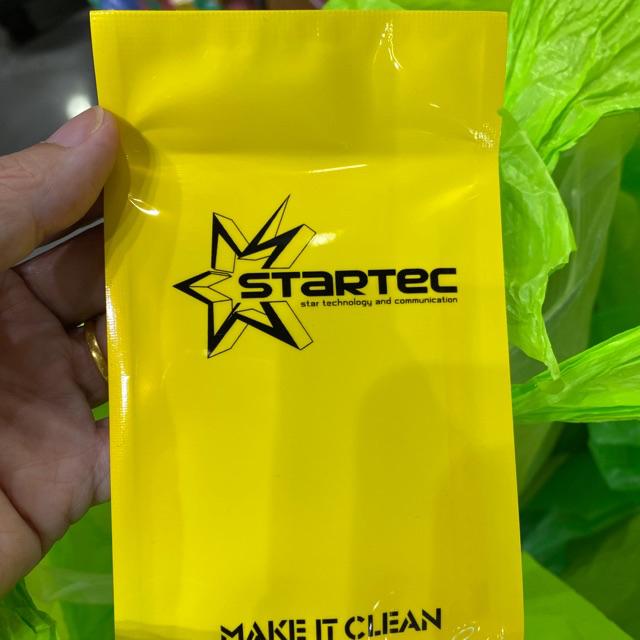 STARTEC
star technology and communication
MAKE IT CLEAN